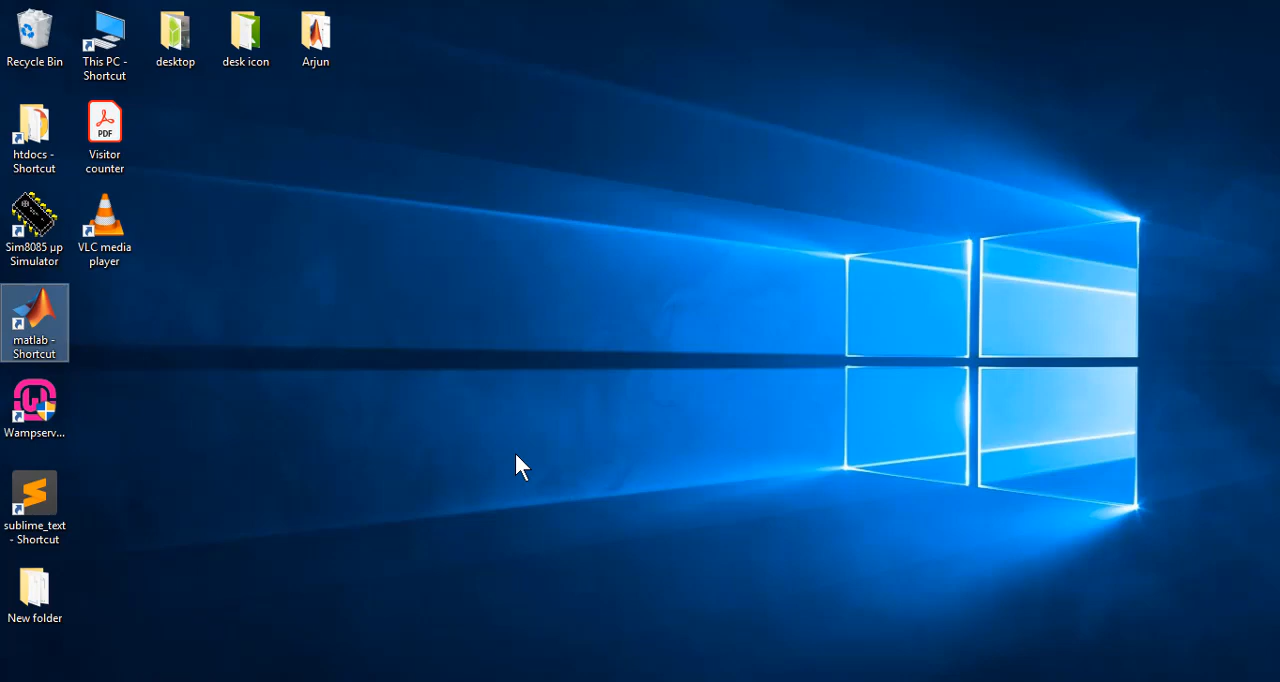 Recycle Bin
This PC -
Shortcut
desktop
desk icon
Arjun
htdocs -
Shortcut
PDF
Visitor
counter
Sim8085 µp
Simulator
VLC media
player
matlab -
Shortcut
Wampserv...
sublime_text
- Shortcut
New folder